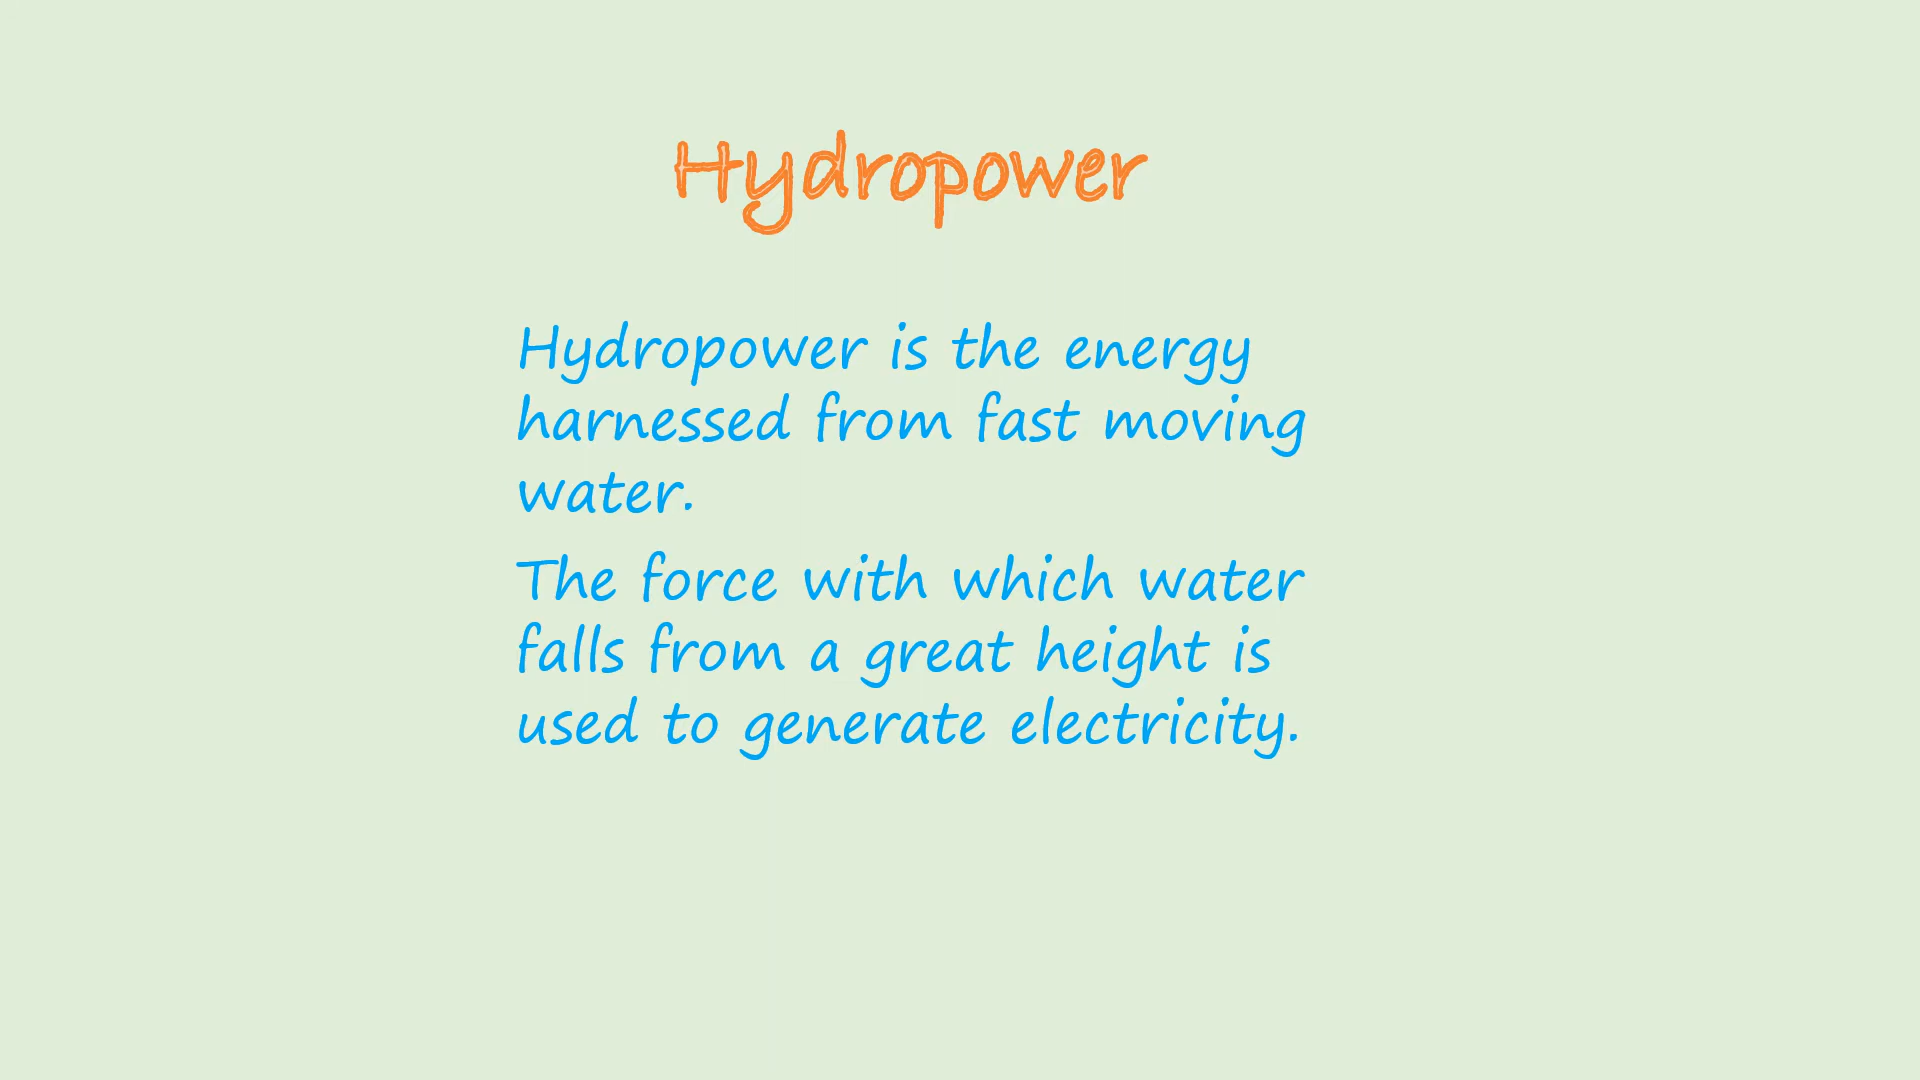 Hydropower
Hydropower is the energy
harnessed from fast moving
water.
The force with which water
falls from a great height is
used to generate electricity.